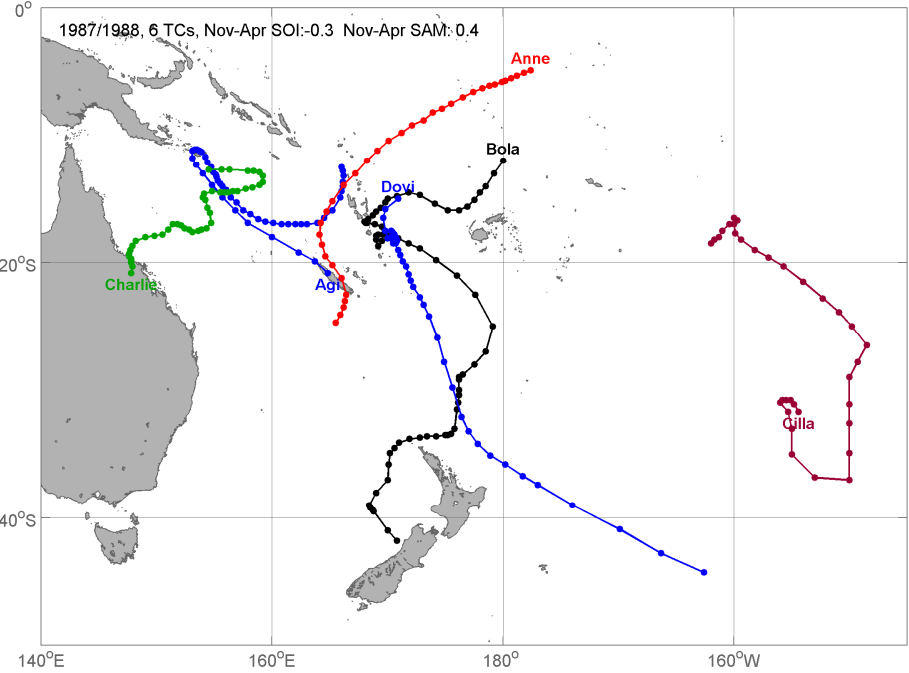 0°
1987/1988, 6 TCs, Nov-Apr SOI:-0.3 Nov-Apr SAM: 0.4
Anne
Bola
Dovi
20°S
Charlie
Agi
Cilla
40°S
140°E
160°E
180°
160°W